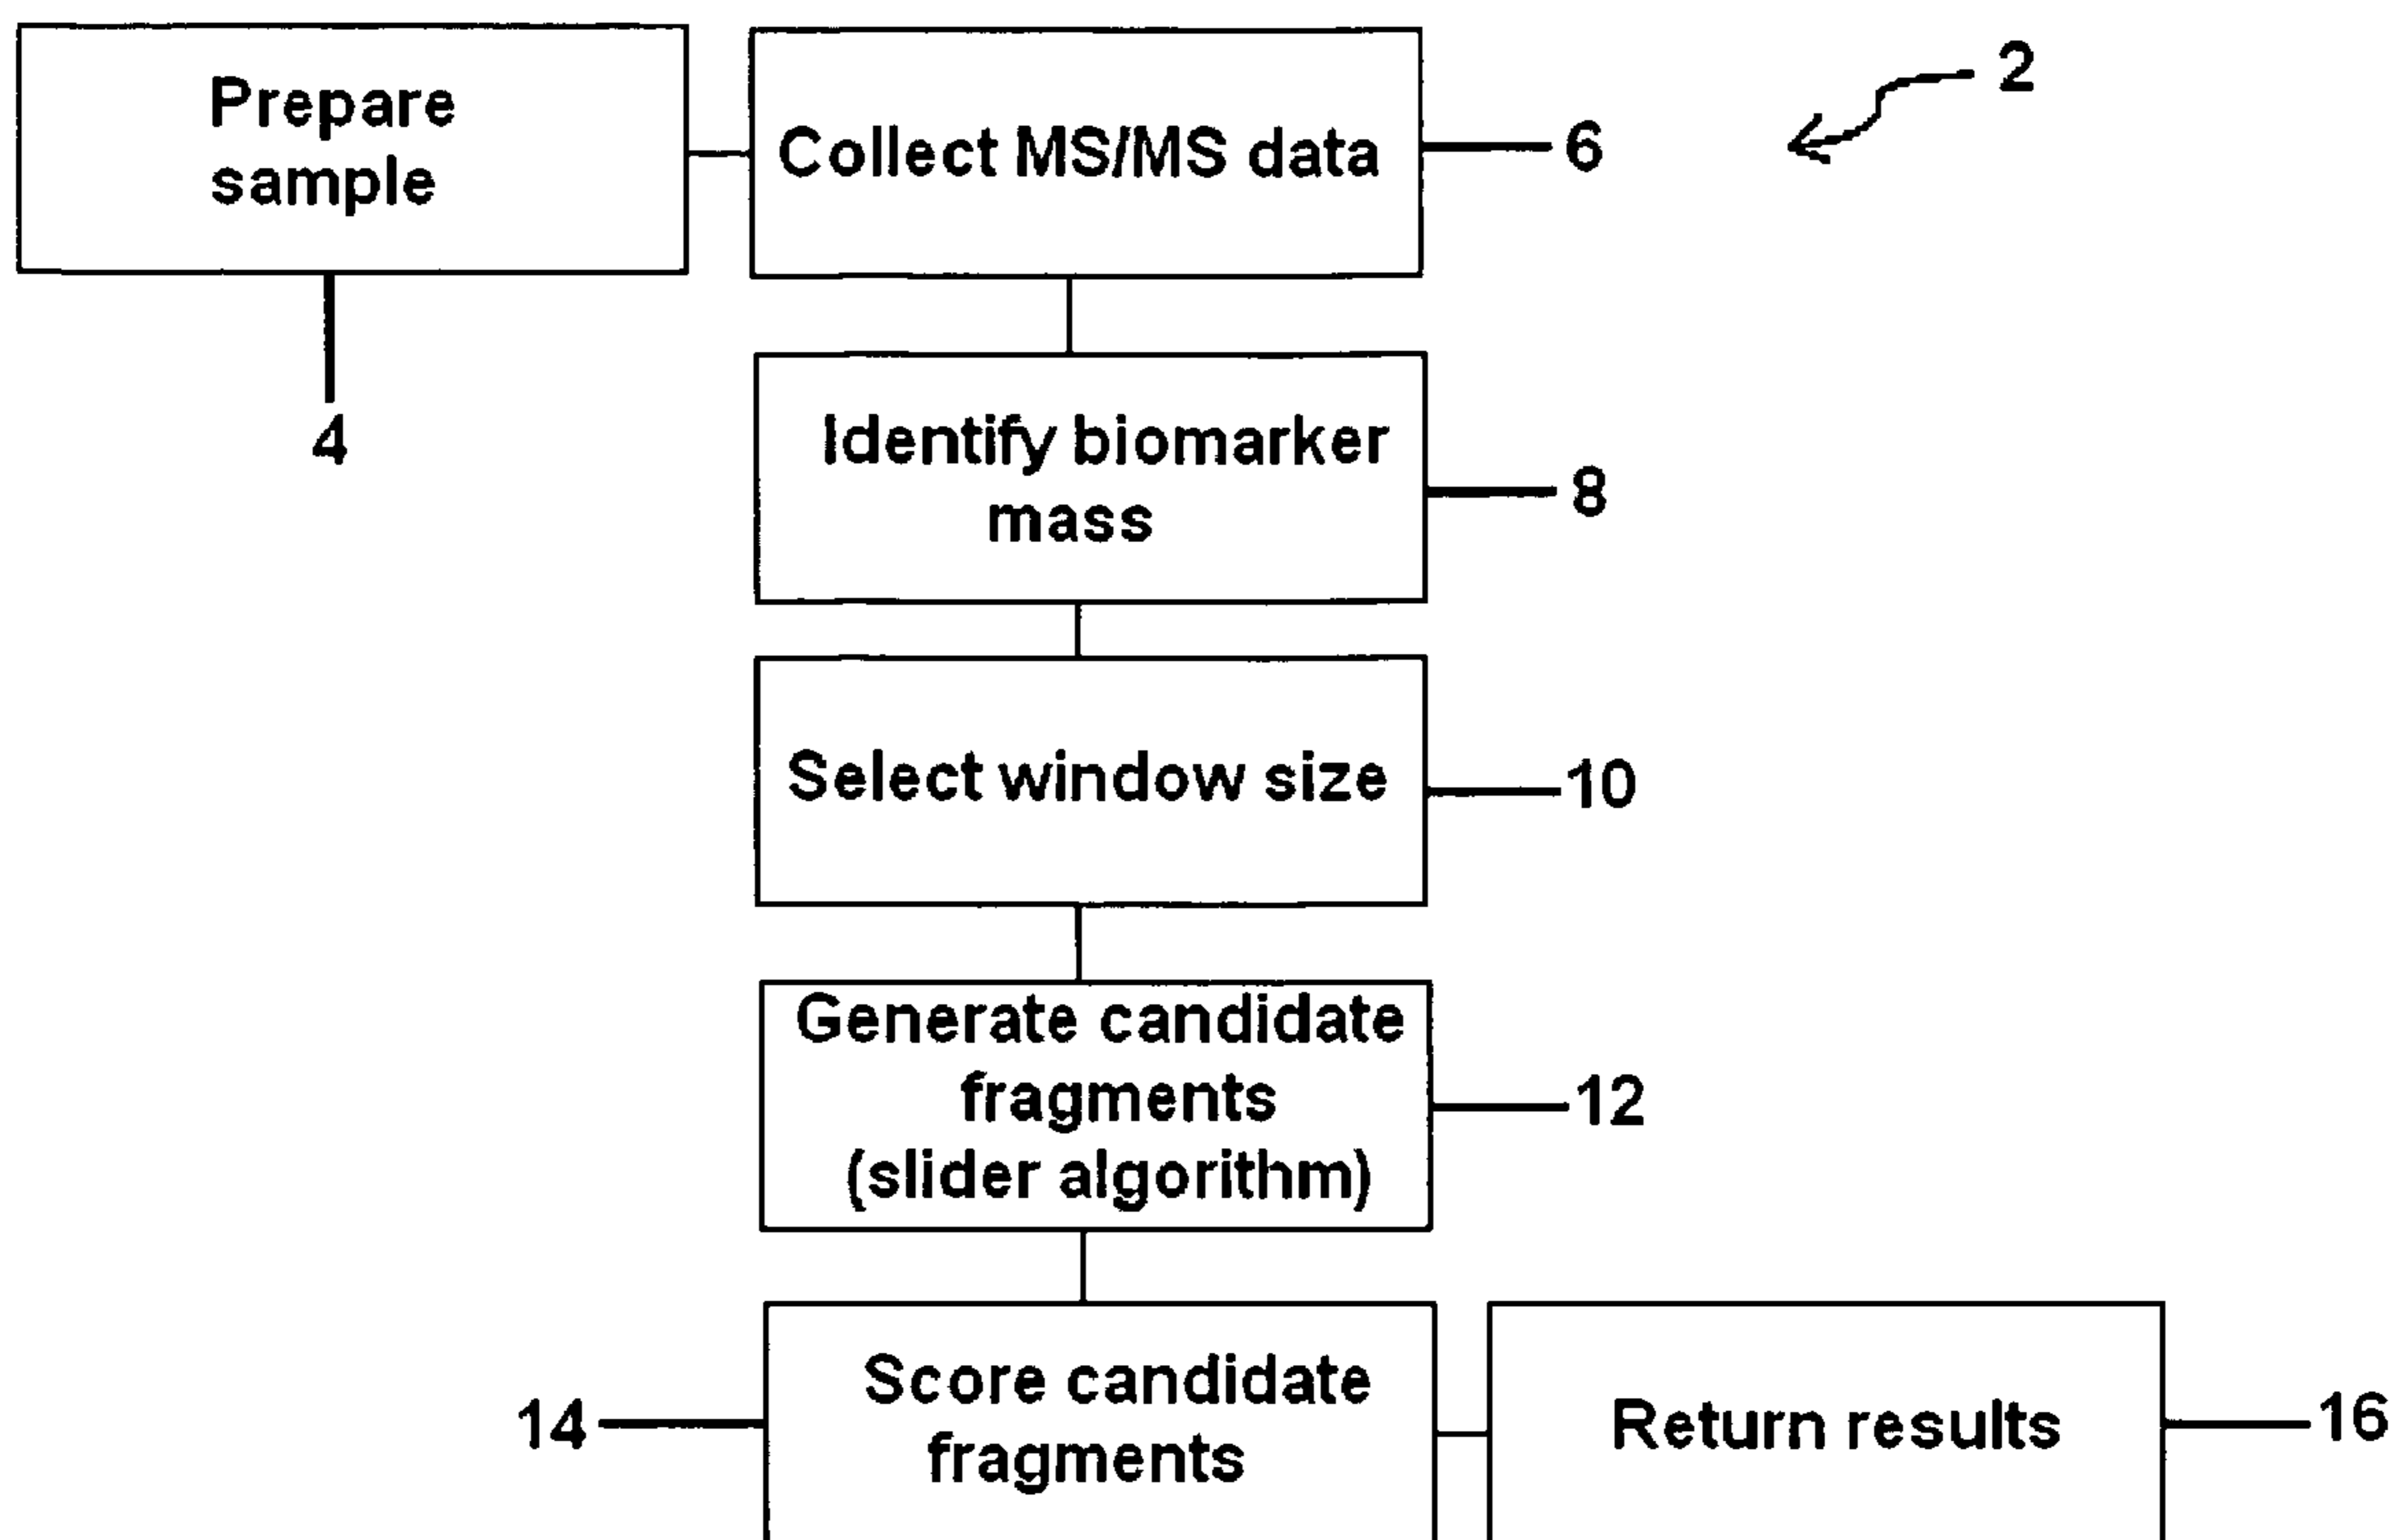 Prepare
sample
Collect MS/MS data
6
2
4
Identify biomarker
mass
8
Select window size
10
Generate candidate
fragments
(slider algorithm)
12
14
Score candidate
fragments
Return results
16